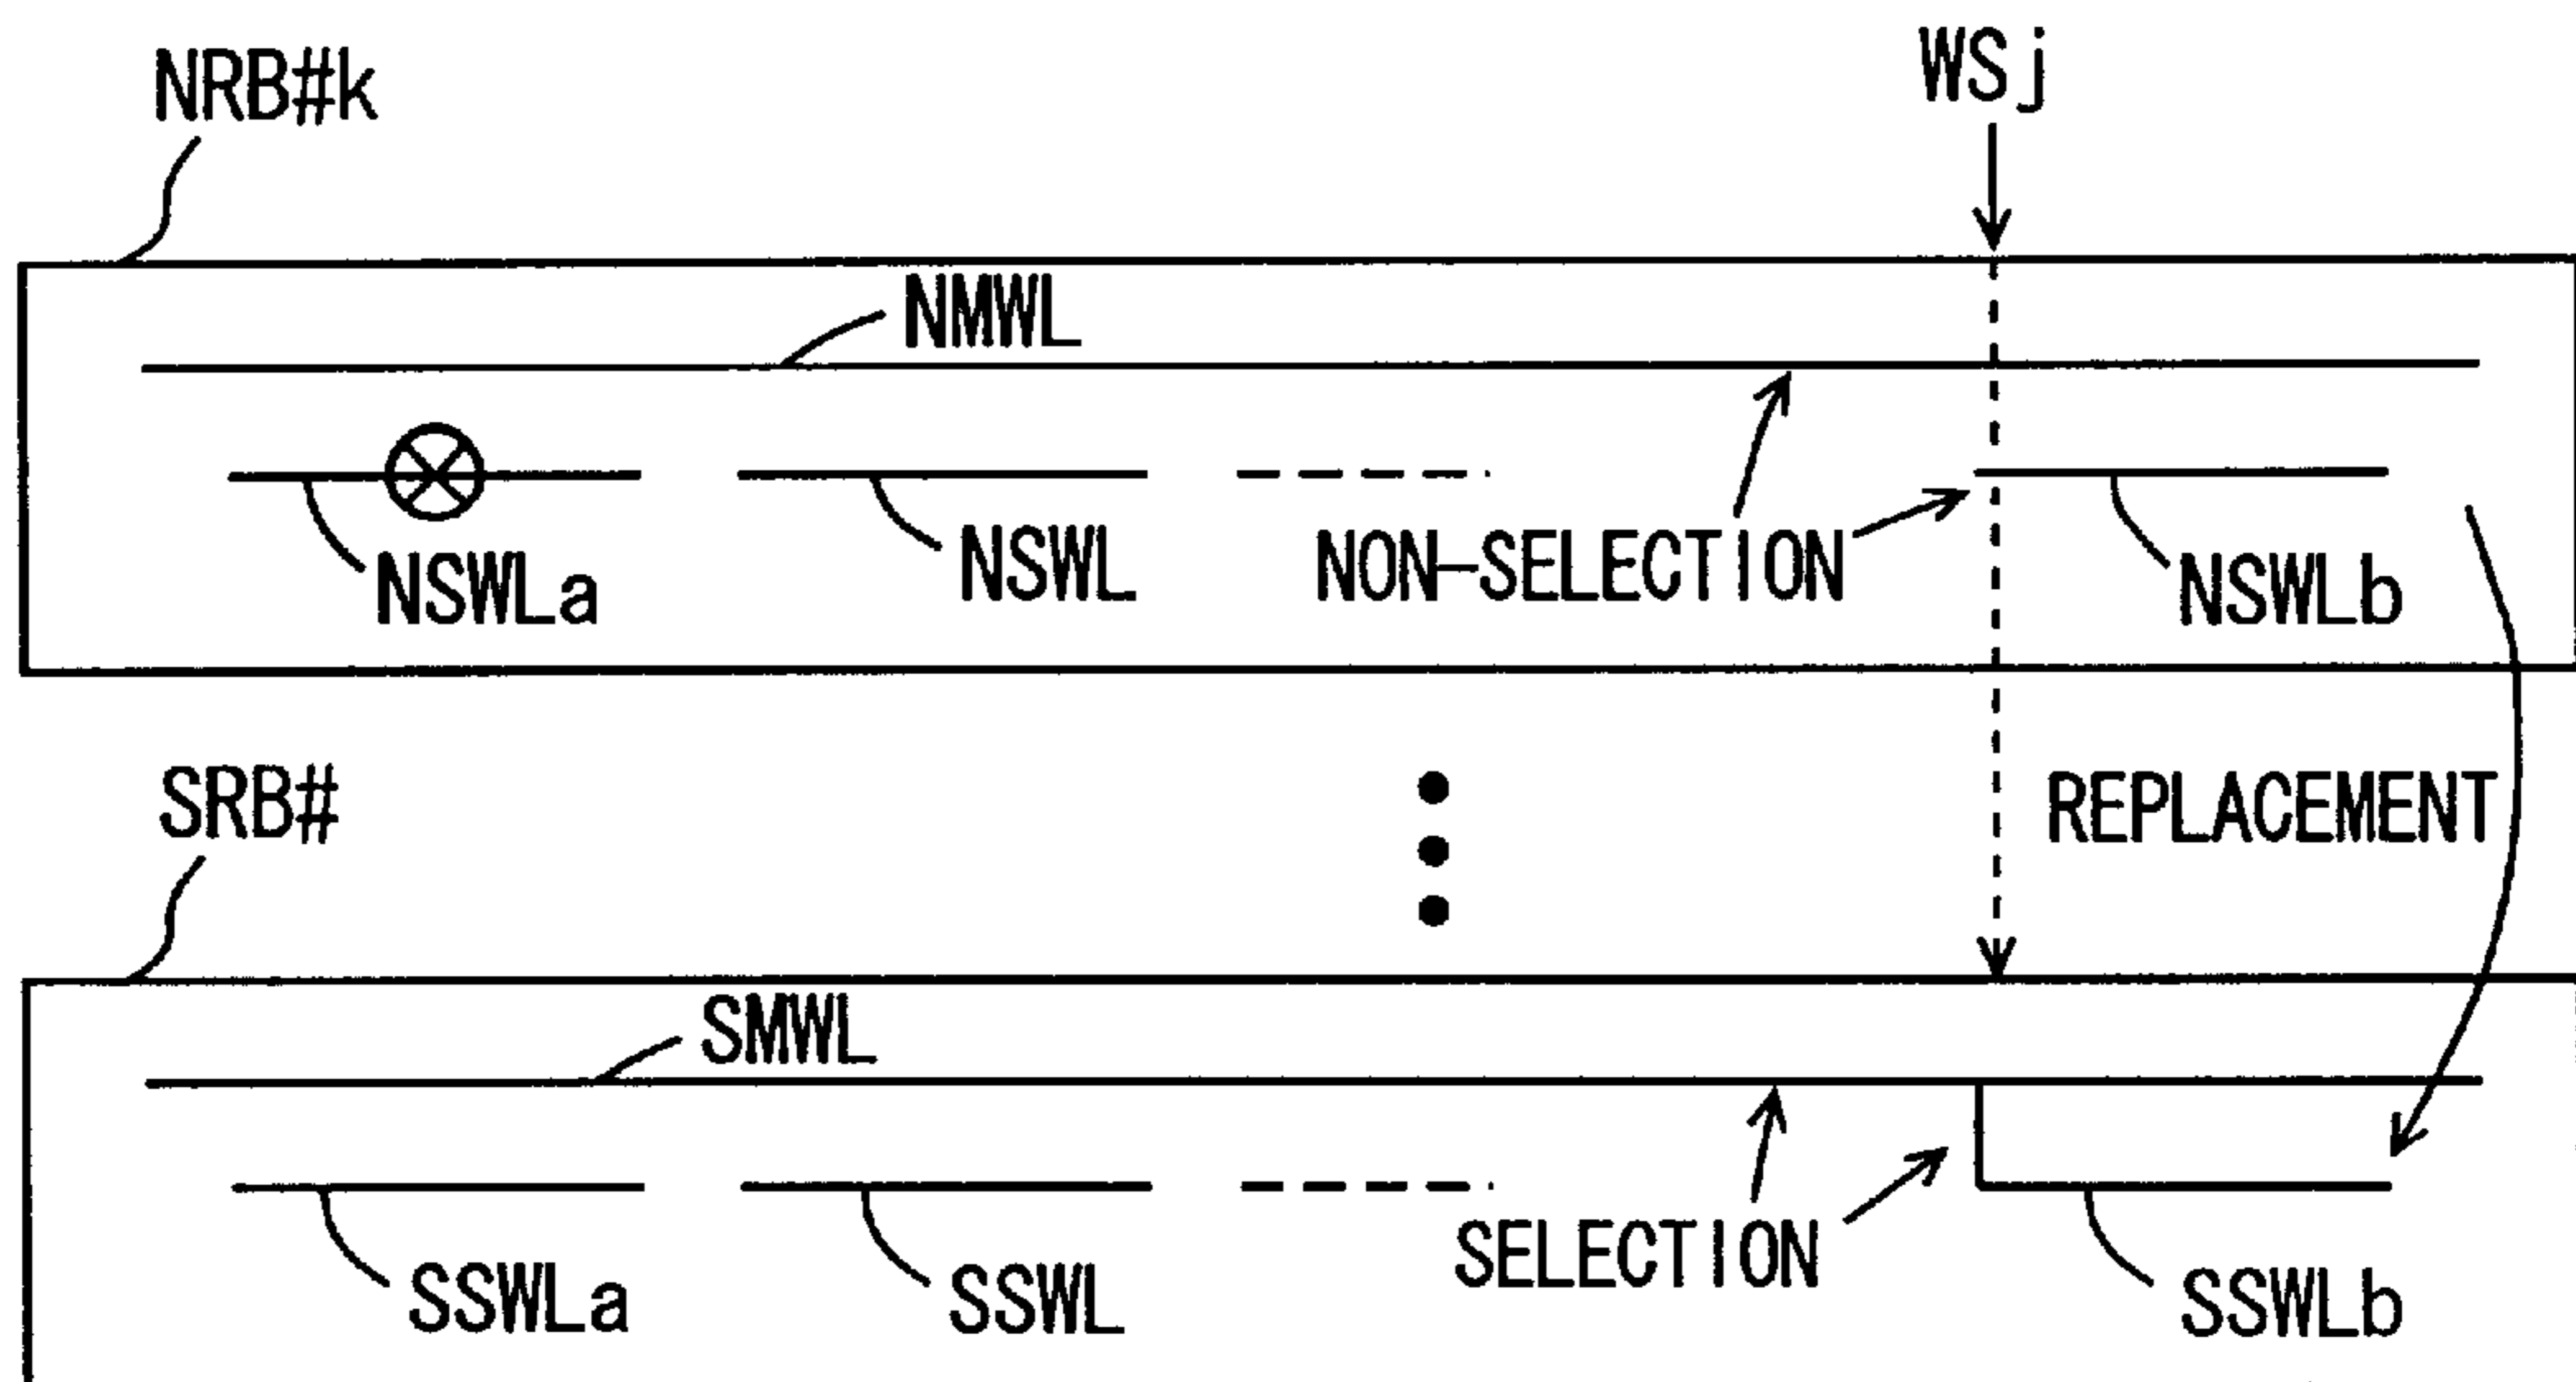 NRB#k
WSj
NMWL
NSWLa
NSWL
NON-SELECTION
NSWLb
SRB#
REPLACEMENT
SMWL
SELECTION
SSWLa
SSWL
SSWLb